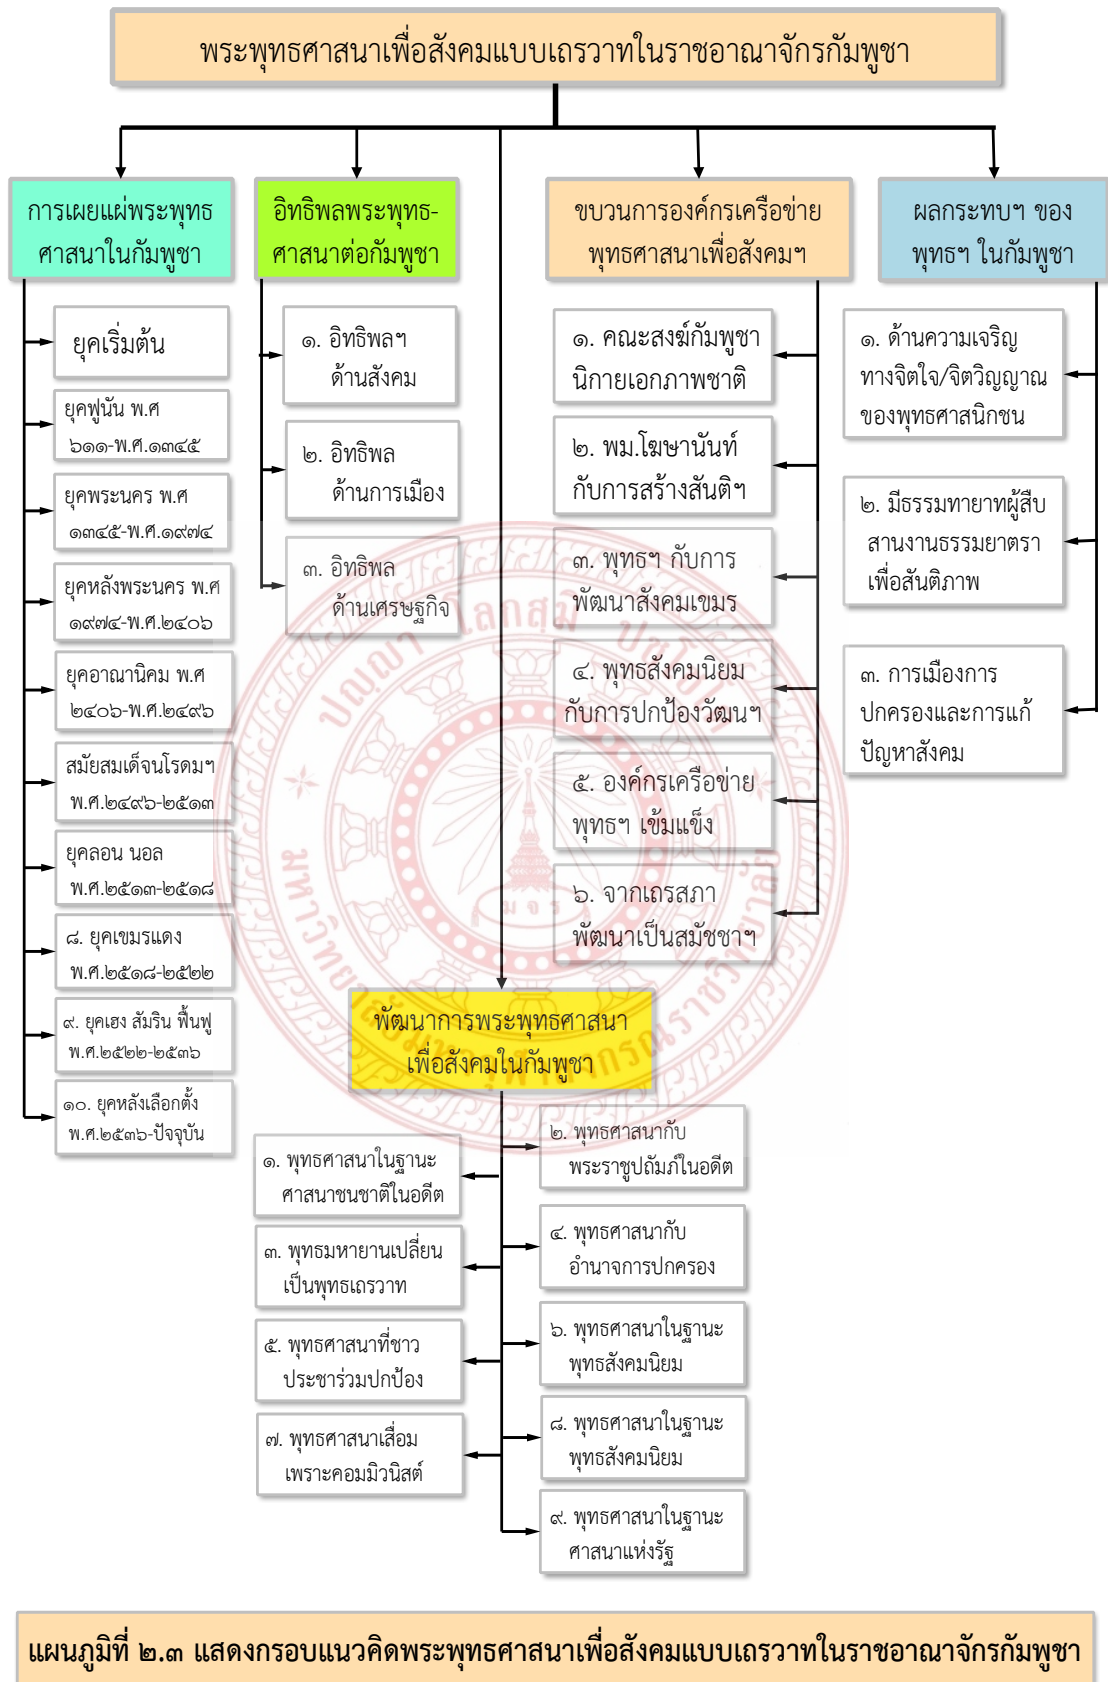 พระพุทธศาสนาเพื่อสังคมแบบเถรวาทในราชอาณาจักรกัมพูชา
การเผยแผ่พระพุทธ
ศาสนาในกัมพูชา
ยุคเริ่มต้น
ยุคฟูนัน พ.ศ
๖๑๑-พ.ศ.๑๓๔๕
ยุคพระนคร พ.ศ
๑๓๔๕-พ.ศ.๑๙๗๔
ยุคหลังพระนคร พ.ศ
๑๙๗๔-พ.ศ.๒๔๐๖
ยุคอาณานิคม พ.ศ
๒๔๐๖-พ.ศ.๒๔๙๖
สมัยสมเด็จนโรดมฯ
พ.ศ.๒๔๙๖-๒๕๑๓
ยุคลอน นอล
พ.ศ.๒๕๑๓-๒๕๑๘
๘. ยุคเขมรแดง
พ.ศ.๒๕๑๘-๒๕๒๒
๙. ยุคเฮง สัมริน ฟื้นฟู
พ.ศ.๒๕๒๒-๒๕๓๖
๑๐. ยุคหลังเลือกตั้ง
พ.ศ.๒๕๓๖-ปัจจุบัน
อิทธิพลพระพุทธ-
ศาสนาต่อกัมพูชา
๑. อิทธิพลฯ
ด้านสังคม
๒. อิทธิพล
ด้านการเมือง
๓. อิทธิพล
ด้านเศรษฐกิจ
ขบวนการองค์กรเครือข่าย
พุทธศาสนาเพื่อสังคมฯ
๑. คณะสงฆ์กัมพูชา
นิกายเอกภาพชาติ
๒. พม.โฆษานันท์
กับการสร้างสันติฯ
๓. พุทธฯ กับการ
พัฒนาสังคมเขมร
๔. พุทธสังคมนิยม
กับการปกป้องวัฒนฯ
๕. องค์กรเครือข่าย
พุทธฯ เข้มแข็ง
๖. จากเถรสภา
พัฒนาเป็นสมัชชาฯ
ผลกระทบฯ ของ
พุทธฯ ในกัมพูชา
๑. ด้านความเจริญ
ทางจิตใจ/จิตวิญญาณ
ของพุทธศาสนิกชน
๒. มีธรรมทายาทผู้สืบ
สานงานธรรมยาตรา
เพื่อสันติภาพ
๓. การเมืองการ
ปกครองและการแก้
ปัญหาสังคม
พัฒนาการพระพุทธศาสนา
เพื่อสังคมในกัมพูชา
๑. พุทธศาสนาในฐานะ
ศาสนาชนชาติในอดีต
๒. พุทธศาสนากับ
พระราชูปถัมภ์ในอดีต
๓. พุทธมหายานเปลี่ยน
เป็นพุทธเถรวาท
๔. พุทธศาสนากับ
อำนาจการปกครอง
๕. พุทธศาสนาที่ชาว
ประชาร่วมปกป้อง
๖. พุทธศาสนาในฐานะ
พุทธสังคมนิยม
๗. พุทธศาสนาเสื่อม
เพราะคอมมิวนิสต์
๘. พุทธศาสนาในฐานะ
พุทธสังคมนิยม
๙. พุทธศาสนาในฐานะ
ศาสนาแห่งรัฐ
ปญฺญา โลกสฺมิ ปชฺโชโต
ม จ ร
มหาวิทยาลัยมหาจุฬาลงกรณราชวิทยาลัย
แผนภูมิที่ ๒.๓ แสดงกรอบแนวคิดพระพุทธศาสนาเพื่อสังคมแบบเถรวาทในราชอาณาจักรกัมพูชา